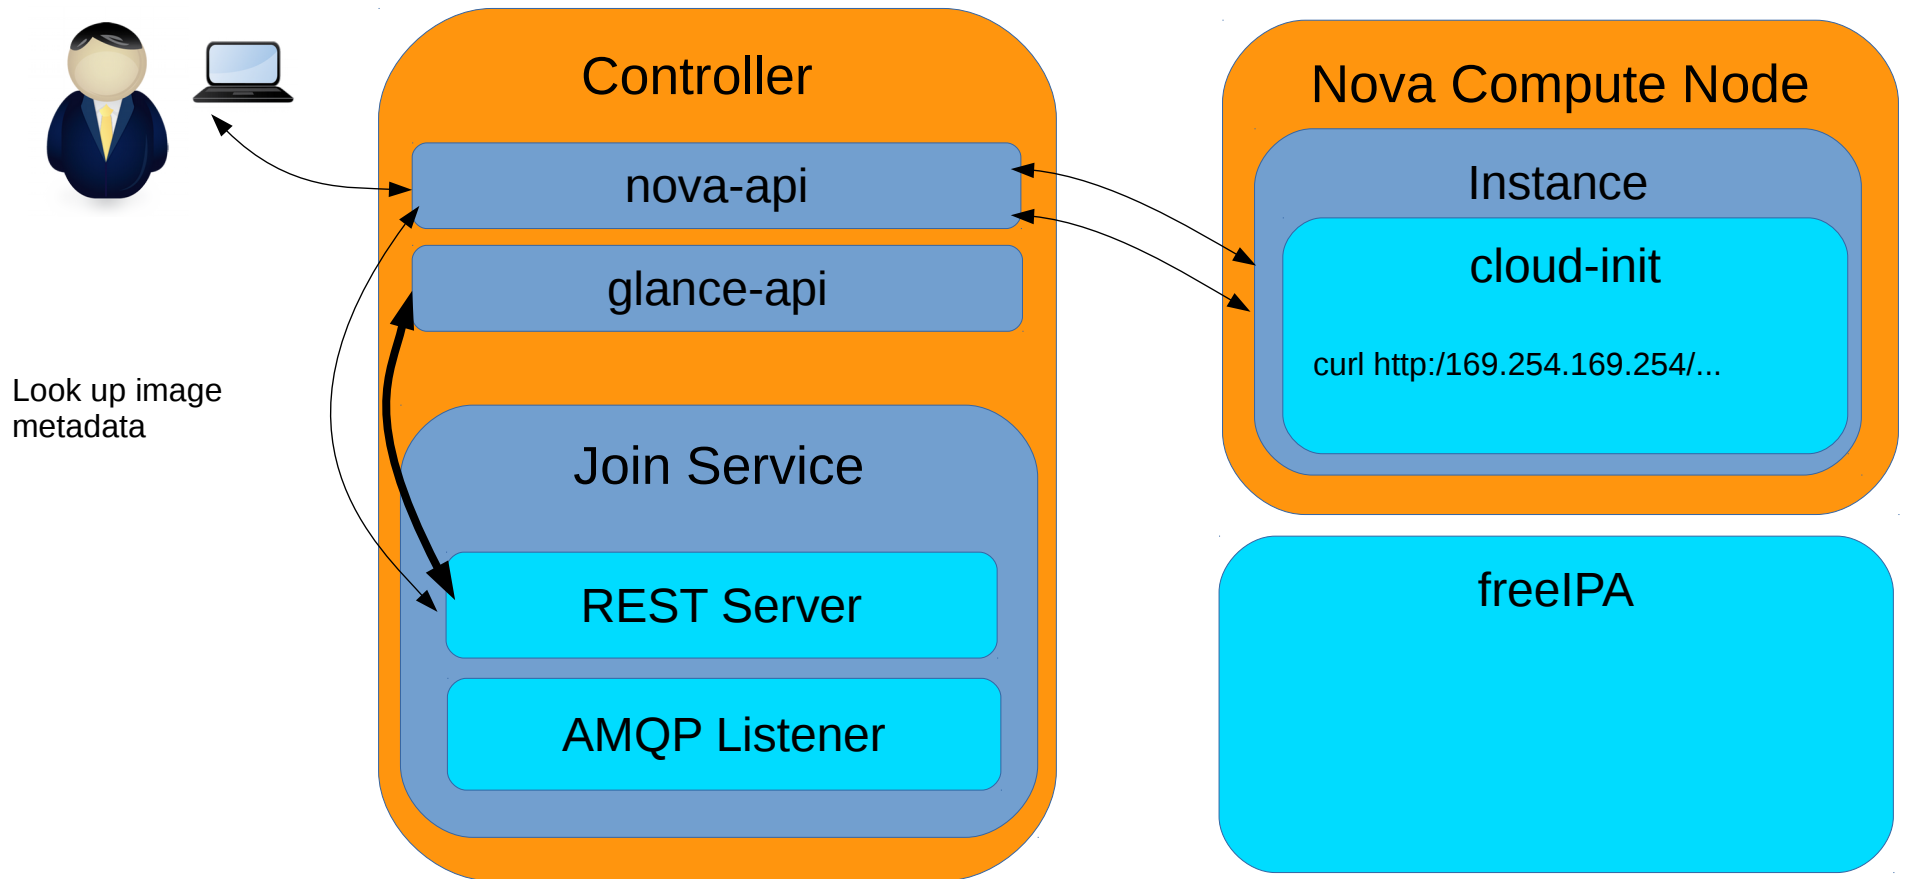 Controller
nova-api
glance-api
Look up image
metadata
Join Service
REST Server
AMQP Listener
Nova Compute Node
Instance
cloud-init
curl http:/169.254.169.254/...
freeIPA